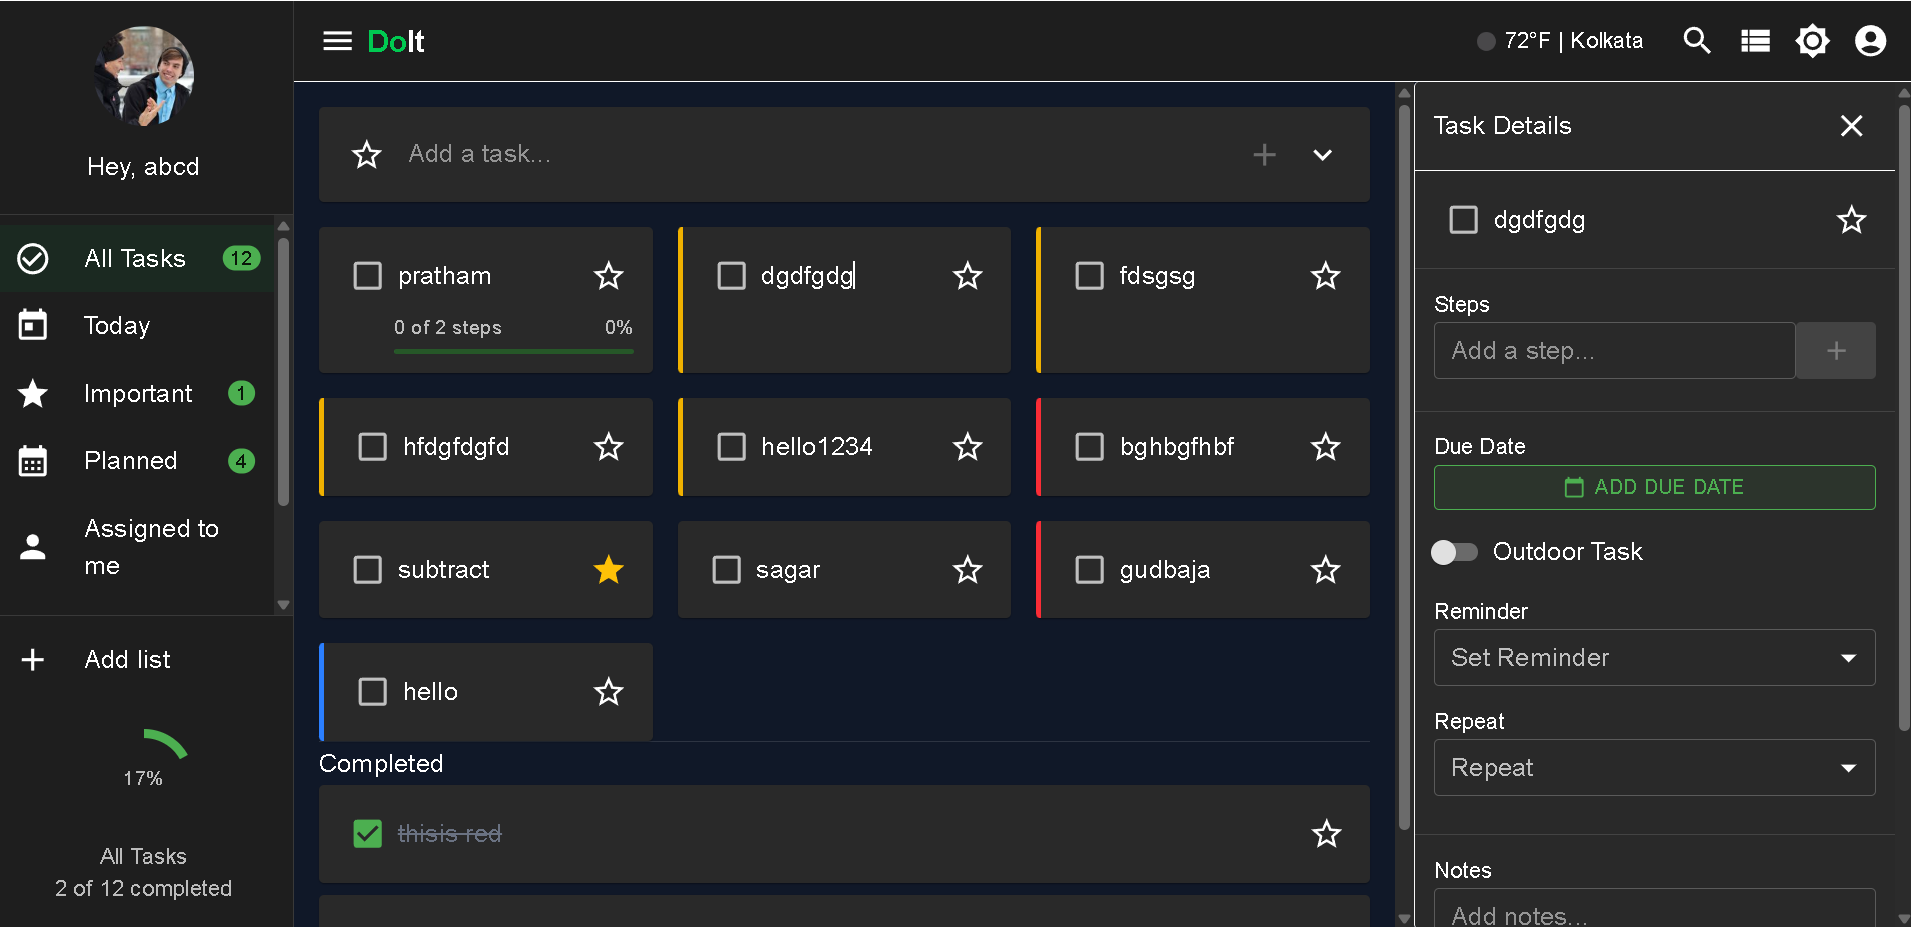 Hey, abcd
All Tasks 12
Today
Important 1
Planned 4
Assigned to
me
Add list
17%
All Tasks
2 of 12 completed
DoIt
72°F | Kolkata
Add a task...
pratham
0 of 2 steps 0%
dgdfgdg
fdsgsg
hfdgfdgfd
hello1234
bghbgfhbf
subtract
sagar
gudbaja
hello
Completed
thisis red
Task Details
dgdfgdg
Steps
Add a step...
Due Date
ADD DUE DATE
Outdoor Task
Reminder
Set Reminder
Repeat
Repeat
Notes
Add notes...